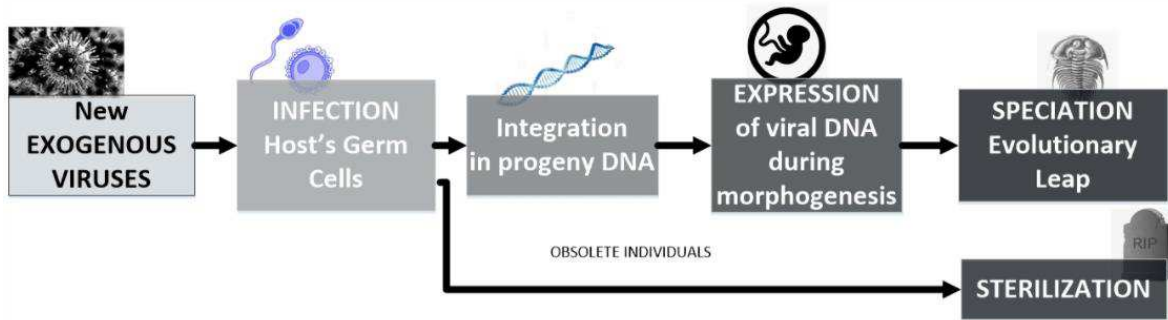 New
EXOGENOUS
VIRUSES
INFECTION
Host's Germ
Cells
Integration
in progeny DNA
EXPRESSION
of viral DNA
during
morphogenesis
SPECIATION
Evolutionary
Leap
OBSOLETE INDIVIDUALS
RIP
STERILIZATION